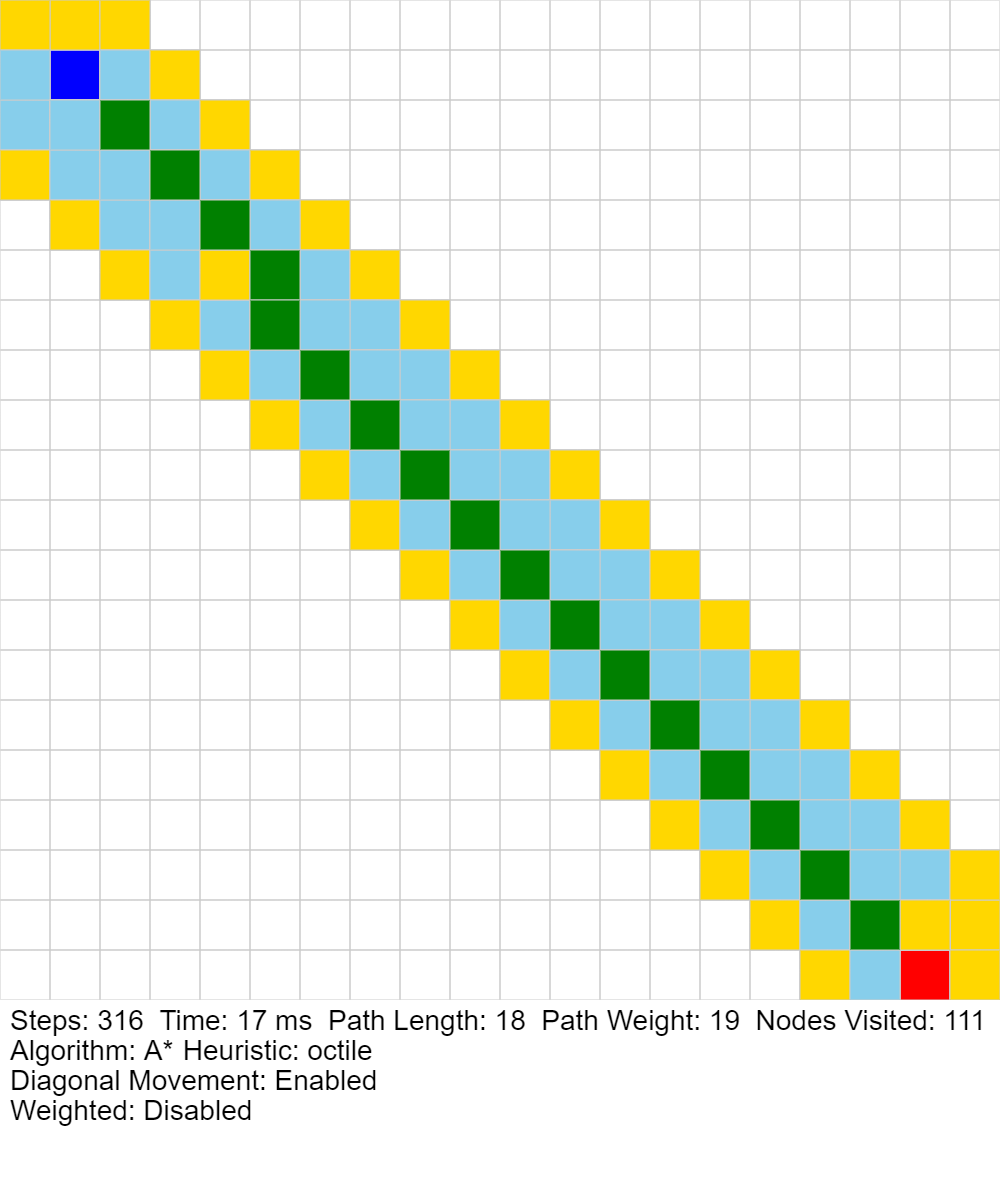 Steps: 316  Time: 17 ms  Path Length: 18  Path Weight: 19  Nodes Visited: 111
Algorithm: A* Heuristic: octile
Diagonal Movement: Enabled
Weighted: Disabled